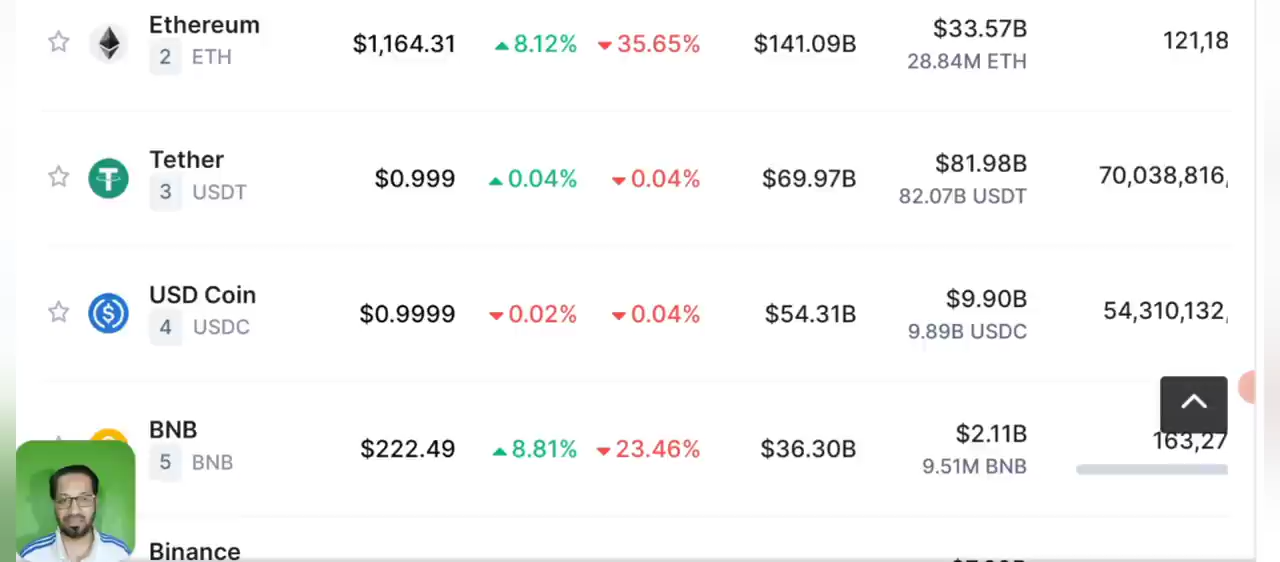 Ethereum
2 ETH
$1,164.31 8.12% 35.65% $141.09B $33.57B 121,18
28.84M ETH
Tether
3 USDT
$0.999 0.04% 0.04% $69.97B $81.98B 70,038,816,
82.07B USDT
USD Coin
4 USDC
$0.9999 0.02% 0.04% $54.31B $9.90B 54,310,132,
9.89B USDC
BNB
5 BNB
$222.49 8.81% 23.46% $36.30B $2.11B 163,27
9.51M BNB
Binance